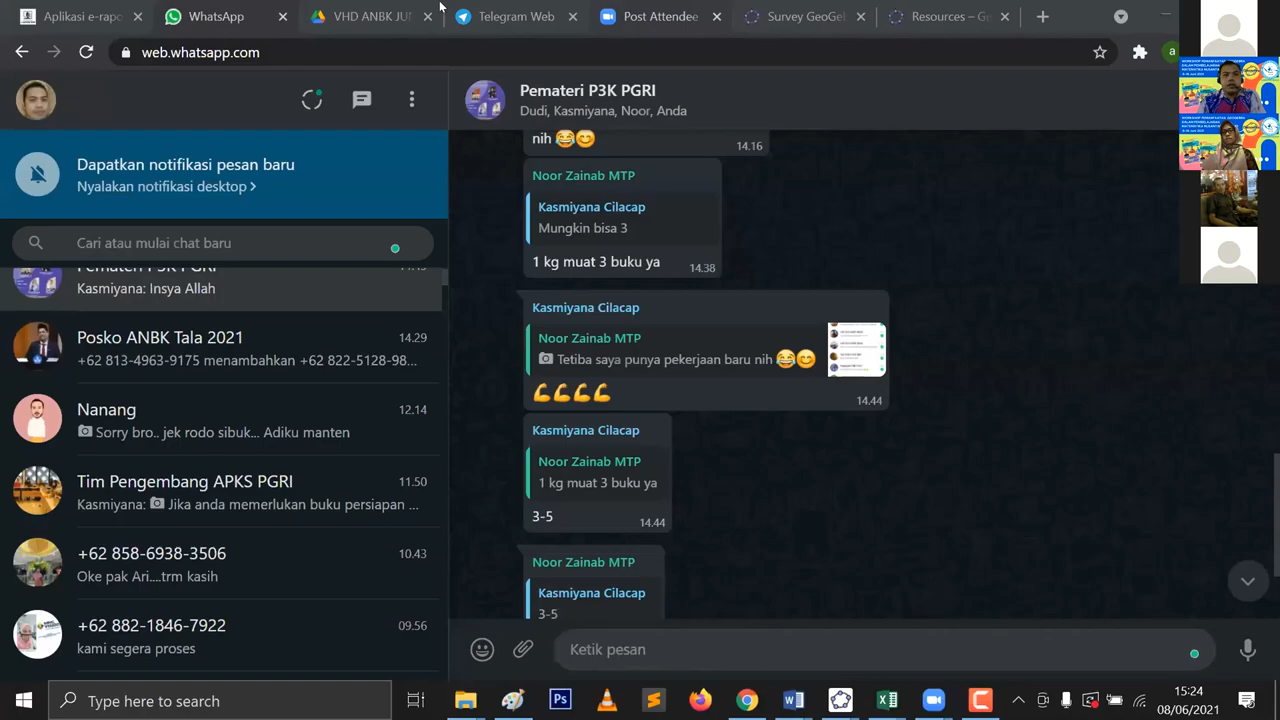 Aplikasi e-rapo
WhatsApp
VHD ANBK JUN
Telegram Web
Post Attendee
Survey GeoGe
Resources – Ge
web.whatsapp.com
a
Pemateri P3K PGRI
Udi, Kasmiyana, Noor, Anda
Dapatkan notifikasi pesan baru
Nyalakan notifikasi desktop
Cari atau mulai chat baru
Pemateri P3K PGRI
Kasmiyana: Insya Allah
Posko ANBK Tala 2021
14.29
+62 813-4930-9115 menambahkan +62 822-5128-98...
Nanang
12.14
Sorry bro.. jek rodo sibuk... Adiku manten
Tim Pengembang APKS PGRI
11.50
Kasmiyana: Jika anda memerlukan buku persiapan ...
+62 858-6938-3506
10.43
Oke pak Ari....trm kasih
+62 882-1846-7922
09.56
kami segera proses
😂😊
14.16
Noor Zainab MTP
Kasmiyana Cilacap
Mungkin bisa 3
1 kg muat 3 buku ya
14.38
Kasmiyana Cilacap
Noor Zainab MTP
Tetiba saya punya pekerjaan baru nih 😂😊
💪💪💪💪
14.44
Kasmiyana Cilacap
Noor Zainab MTP
1 kg muat 3 buku ya
3-5
14.44
Noor Zainab MTP
Kasmiyana Cilacap
3-5
Ketik pesan
Type here to search
15:24
08/06/2021